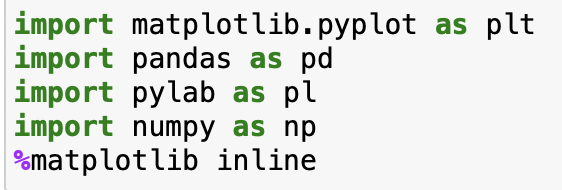 import matplotlib.pyplot as plt
import pandas as pd
import pylab as pl
import numpy as np
%matplotlib inline